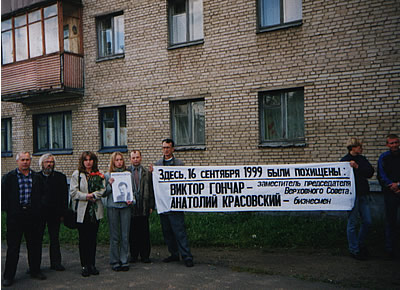 ЗДЕСЬ, 16 СЕНТЯБРЯ 1999 БЫЛИ ПОХИЩЕНЫ:
ВИКТОР ГОНЧАР – заместитель председателя
Верховного Совета,
АНАТОЛИЙ КРАСОВСКИЙ – бизнесмен